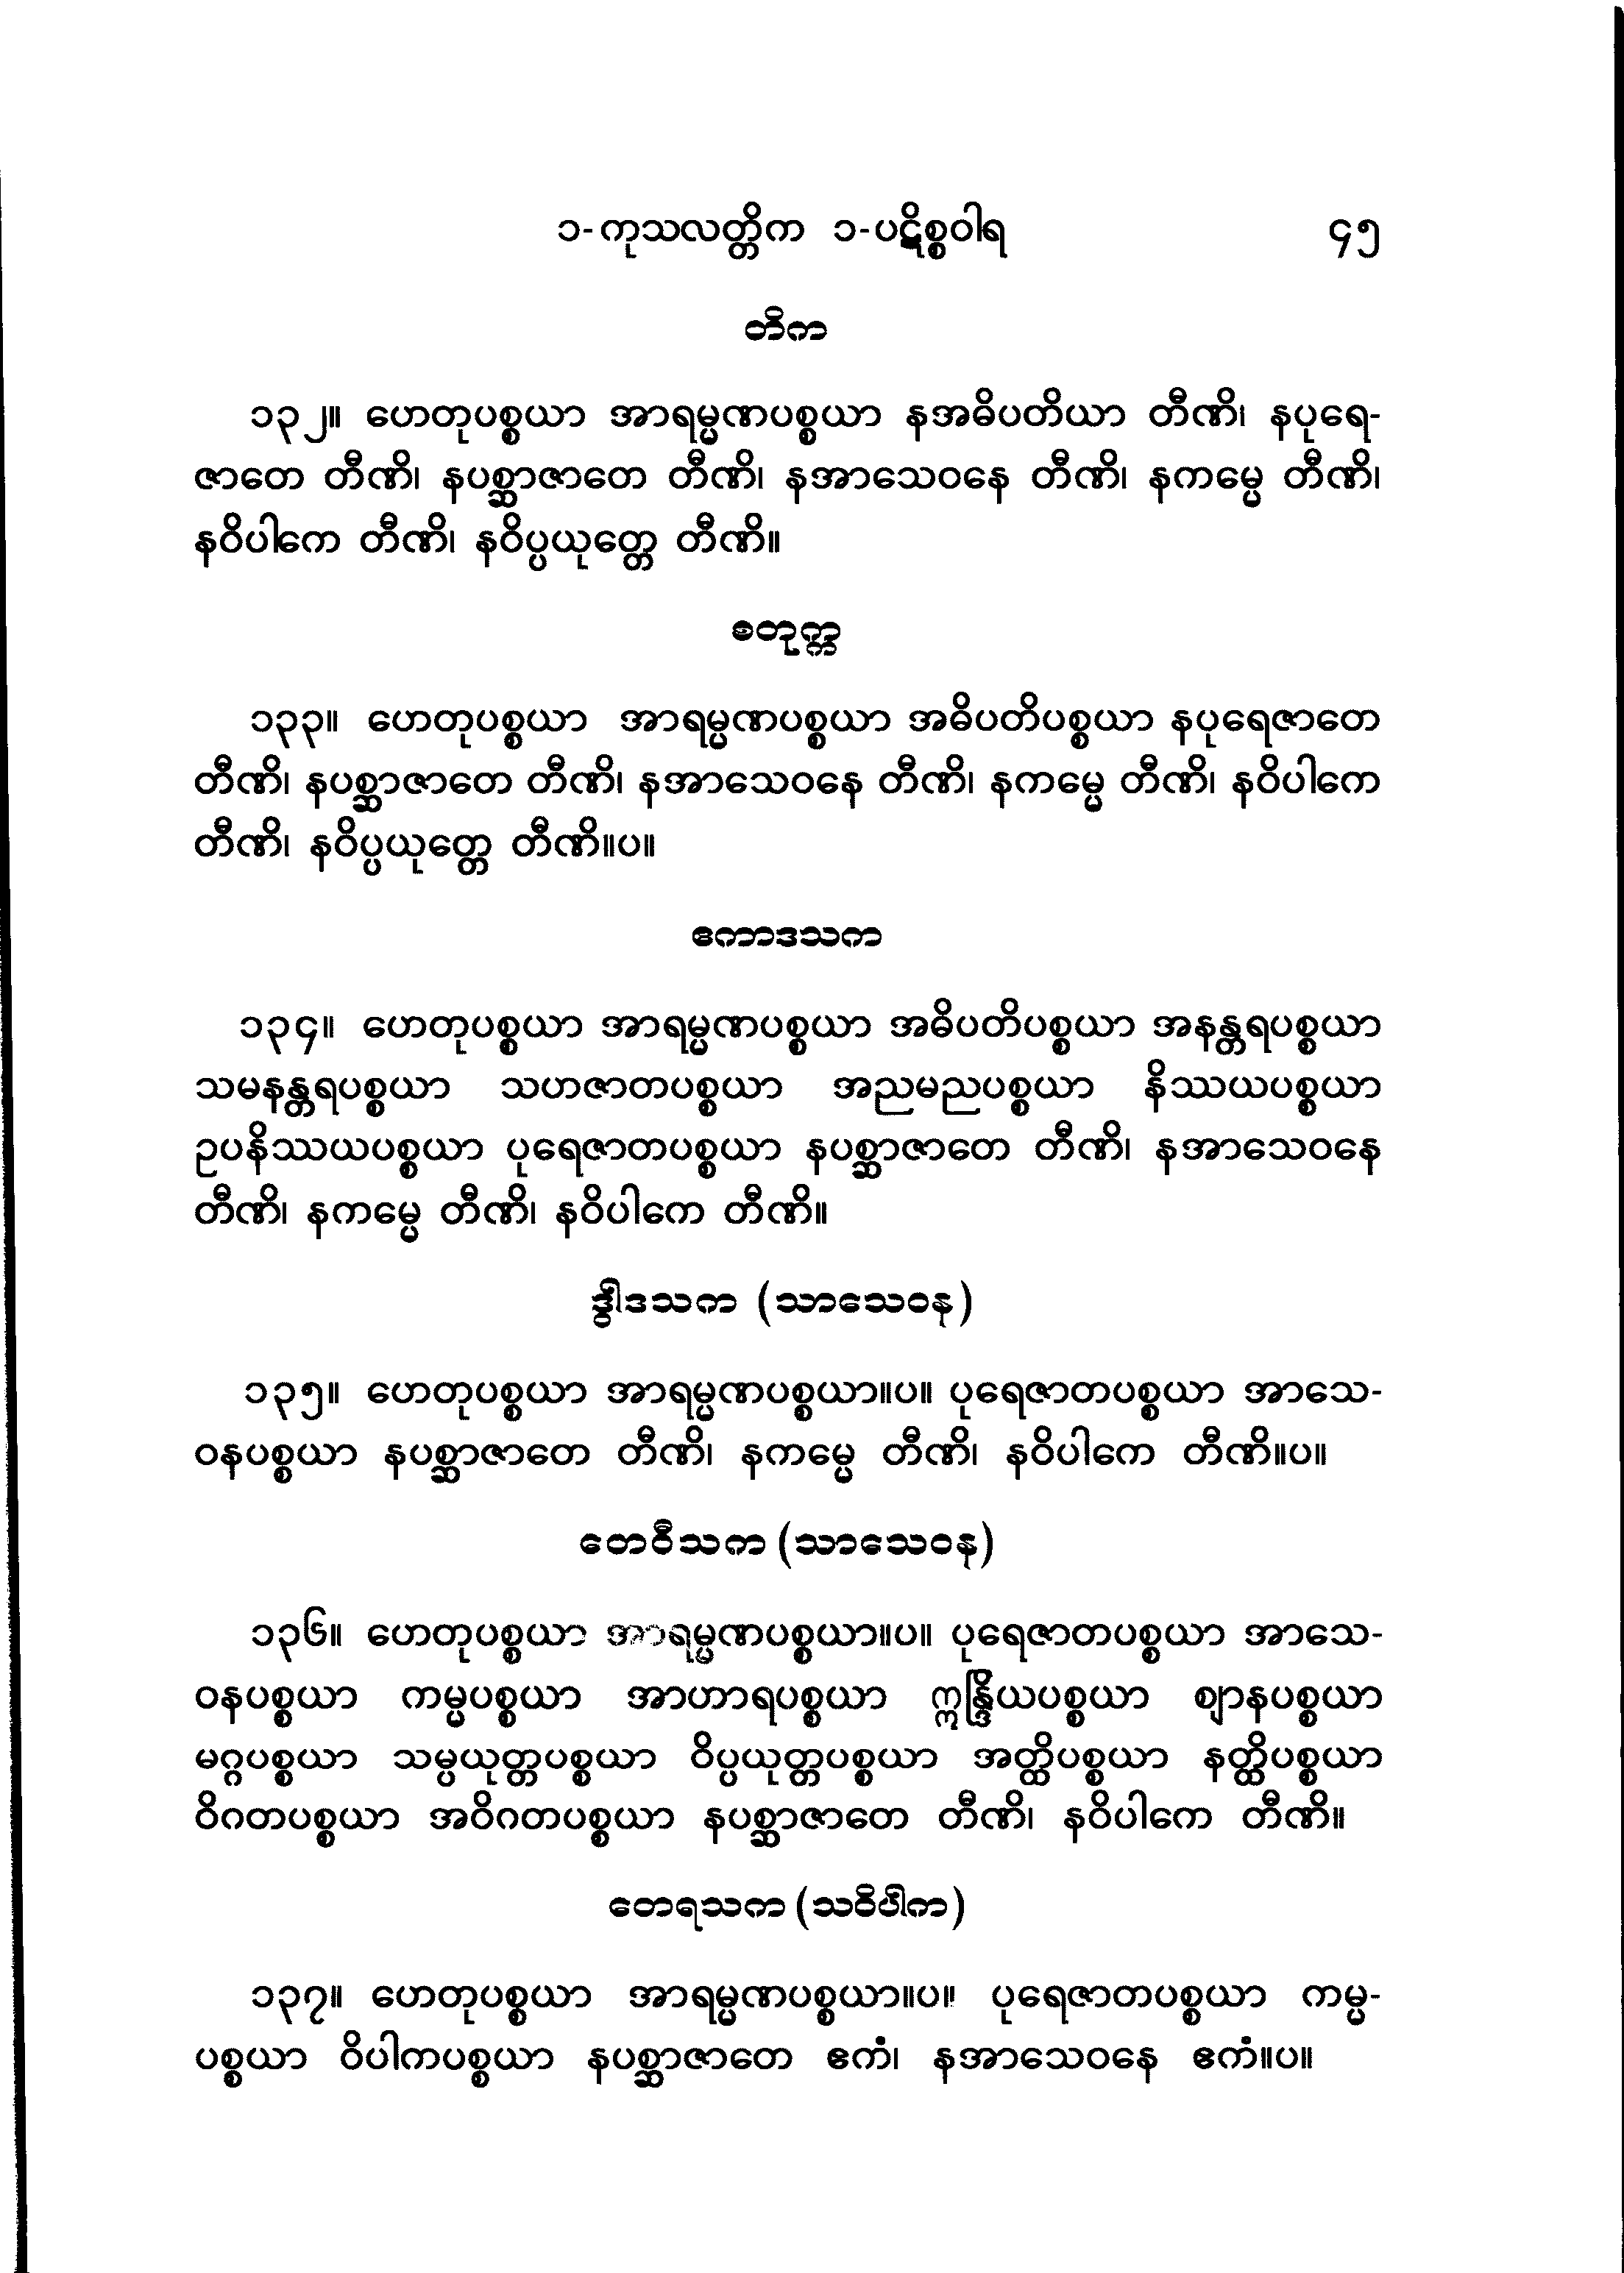 ၁-ကုသလတ္တိက ၁-ပဋိစ္စဝါရ ၄၅
တိက
၁၃၂။ ဟေတုပစ္စယာ အာရမ္မဏပစ္စယာ နအဓိပတိယာ တီဏိ၊ နပုရေ-
ဇာတေ တီဏိ၊ နပစ္ဆာဇာတေ တီဏိ၊ နအာသေဝနေ တီဏိ၊ နကမ္မေ တီဏိ၊
နဝိပါကေ တီဏိ၊ နဝိပ္ပယုတ္တေ တီဏိ။
စတုက္က
၁၃၃။ ဟေတုပစ္စယာ အာရမ္မဏပစ္စယာ အဓိပတိပစ္စယာ နပုရေဇာတေ
တီဏိ၊ နပစ္ဆာဇာတေ တီဏိ၊ နအာသေဝနေ တီဏိ၊ နကမ္မေ တီဏိ၊ နဝိပါကေ
တီဏိ၊ နဝိပ္ပယုတ္တေ တီဏိ။ပ။
ဧကာဒသက
၁၃၄။ ဟေတုပစ္စယာ အာရမ္မဏပစ္စယာ အဓိပတိပစ္စယာ အနန္တရပစ္စယာ
သမနန္တရပစ္စယာ သဟဇာတပစ္စယာ အညမညပစ္စယာ နိဿယပစ္စယာ
ဥပနိဿယပစ္စယာ ပုရေဇာတပစ္စယာ နပစ္ဆာဇာတေ တီဏိ၊ နအာသေဝနေ
တီဏိ၊ နကမ္မေ တီဏိ၊ နဝိပါကေ တီဏိ။
ဒွါဒသက (သာသေဝန)
၁၃၅။ ဟေတုပစ္စယာ အာရမ္မဏပစ္စယာ။ပ။ ပုရေဇာတပစ္စယာ အာသေ-
ဝနပစ္စယာ နပစ္ဆာဇာတေ တီဏိ၊ နကမ္မေ တီဏိ၊ နဝိပါကေ တီဏိ။ပ။
တေဝီသက (သာသေဝန)
၁၃၆။ ဟေတုပစ္စယာ အာရမ္မဏပစ္စယာ။ပ။ ပုရေဇာတပစ္စယာ အာသေ-
ဝနပစ္စယာ ကမ္မပစ္စယာ အာဟာရပစ္စယာ ဣန္ဒြိယပစ္စယာ ဈာနပစ္စယာ
မဂ္ဂပစ္စယာ သမ္ပယုတ္တပစ္စယာ ဝိပ္ပယုတ္တပစ္စယာ အတ္ထိပစ္စယာ နတ္ထိပစ္စယာ
ဝိဂတပစ္စယာ အဝိဂတပစ္စယာ နပစ္ဆာဇာတေ တီဏိ၊ နဝိပါကေ တီဏိ။
တေရသက (သဝိပါက)
၁၃၇။ ဟေတုပစ္စယာ အာရမ္မဏပစ္စယာ။ပ။ ပုရေဇာတပစ္စယာ ကမ္မ-
ပစ္စယာ ဝိပါကပစ္စယာ နပစ္ဆာဇာတေ ဧကံ၊ နအာသေဝနေ ဧကံ။ပ။